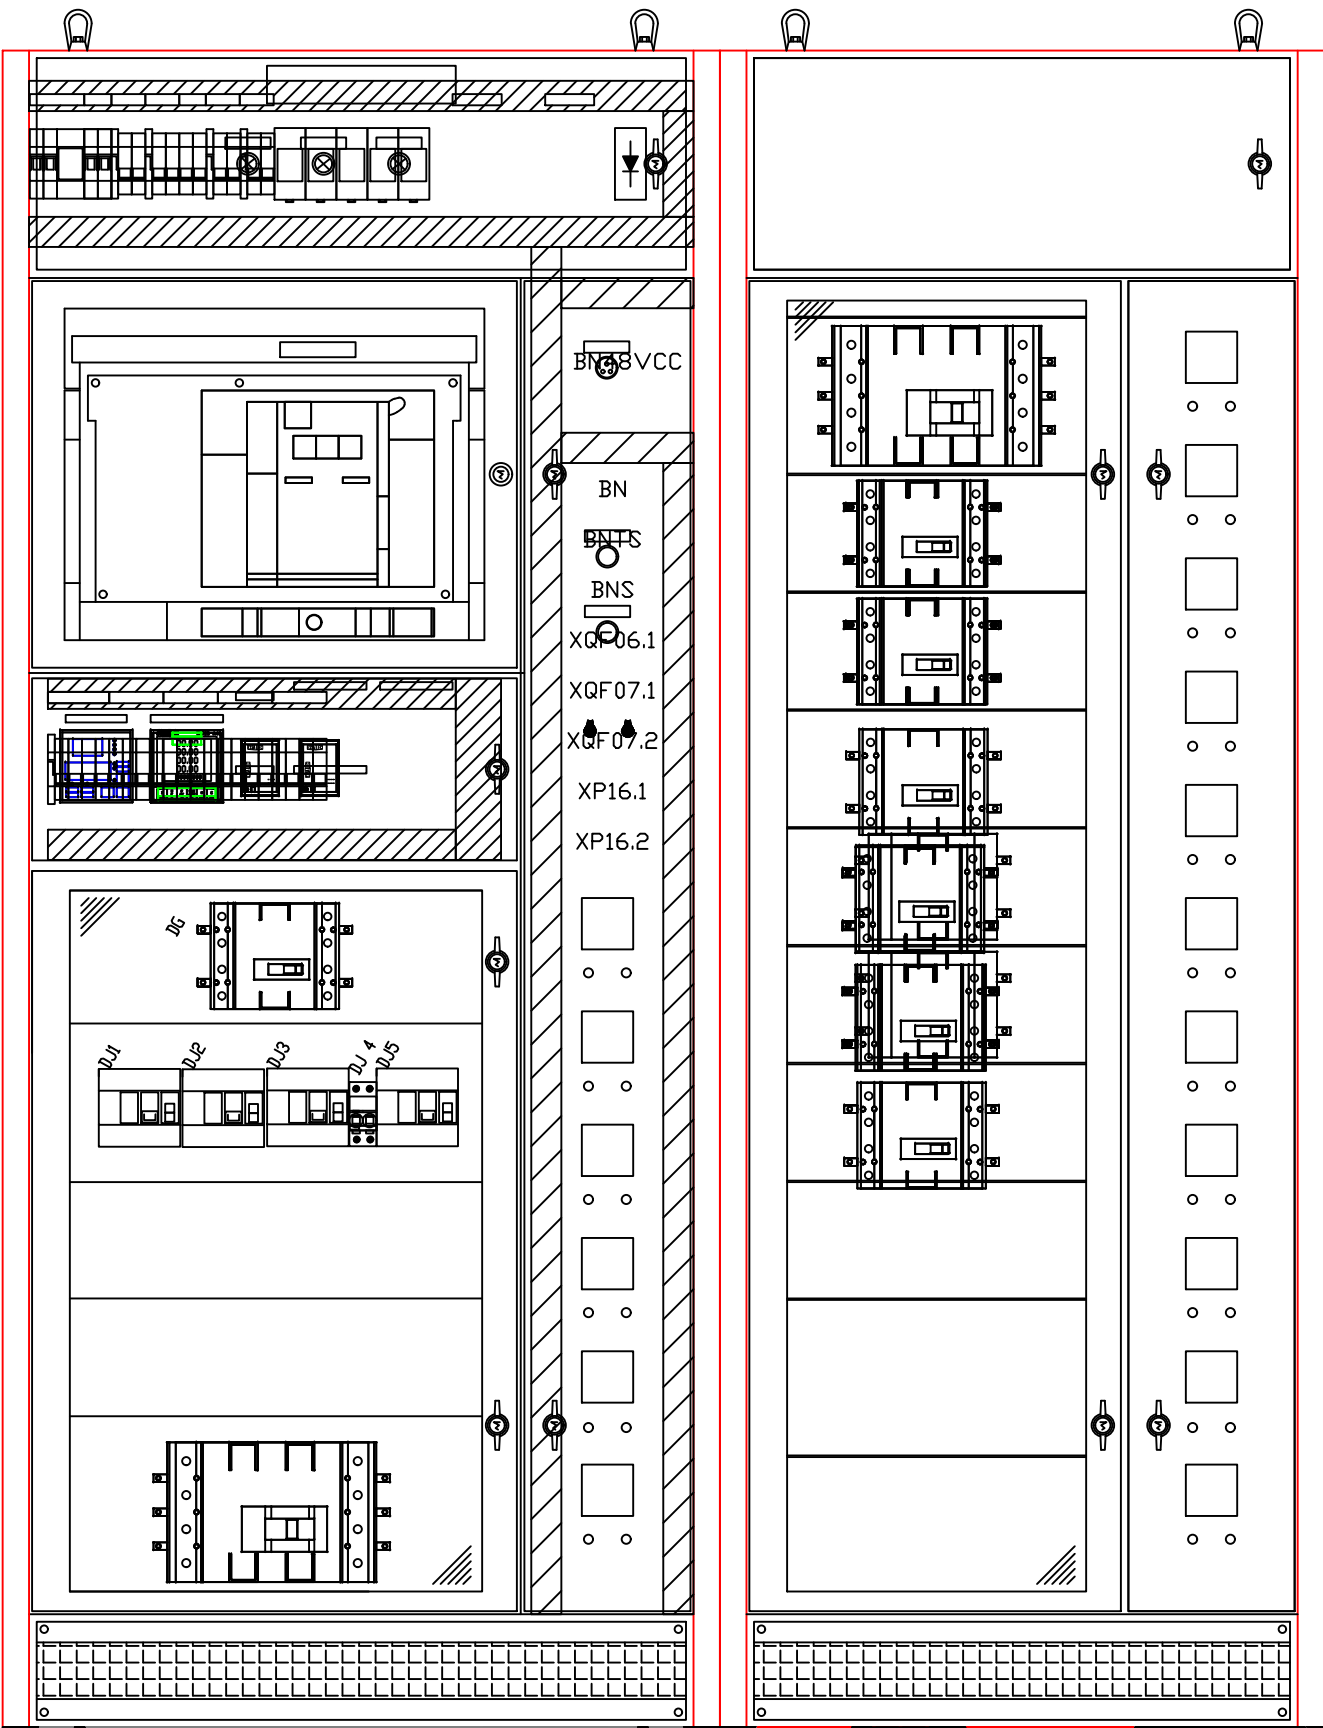 BN48VCC
BN
BNTS
BNS
XQF06.1
XQF07.1
XQF07.2
XP16.1
XP16.2
DG
DJ1
DJ2
DJ3
DJ 4
DJ5